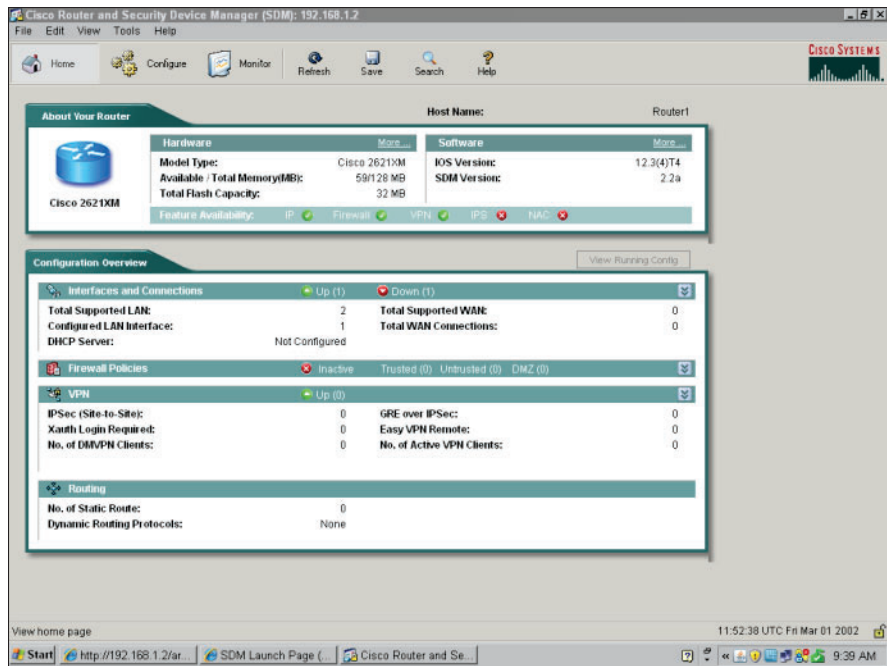 Cisco Router and Security Device Manager (SDM): 192.168.1.2
File Edit View Tools Help
Home Configure Monitor Refresh Save Search Help
CISCO SYSTEMS
About Your Router
Host Name: Router1
Cisco 2621XM
Hardware More ...
Model Type: Cisco 2621XM
Available / Total Memory(MB): 59/128 MB
Total Flash Capacity: 32 MB
Software More ...
IOS Version: 12.3(4)T4
SDM Version: 2.2a
Feature Availability: IP Firewall VPN IPS NAC
Configuration Overview
View Running Config
Interfaces and Connections Up (1) Down (1)
Total Supported LAN: 2 Total Supported WAN: 0
Configured LAN Interface: 1 Total WAN Connections: 0
DHCP Server: Not Configured
Firewall Policies Inactive Trusted (0) Untrusted (0) DMZ (0)
VPN Up (0)
IPSec (Site-to-Site): 0 GRE over IPSec: 0
Xauth Login Required: 0 Easy VPN Remote: 0
No. of DMVPN Clients: 0 No. of Active VPN Clients: 0
Routing
No. of Static Route: 0
Dynamic Routing Protocols: None
View home page
11:52:38 UTC Fri Mar 01 2002
Start http://192.168.1.2/ar... SDM Launch Page (... Cisco Router and Se... 9:39 AM